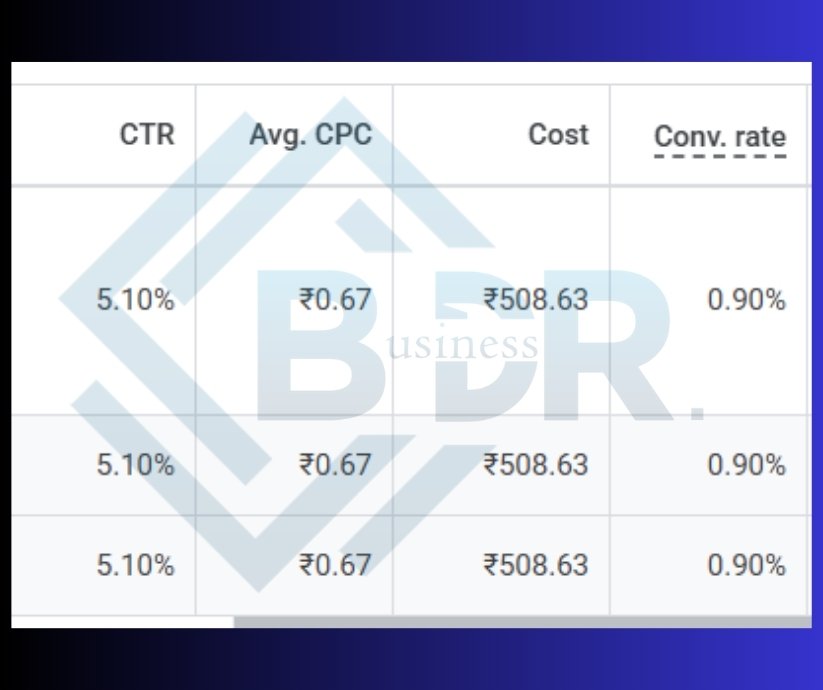 CTR Avg. CPC Cost Conv. rate
5.10% ₹0.67 ₹508.63 0.90%
BDR.
usiness
5.10% ₹0.67 ₹508.63 0.90%
5.10% ₹0.67 ₹508.63 0.90%